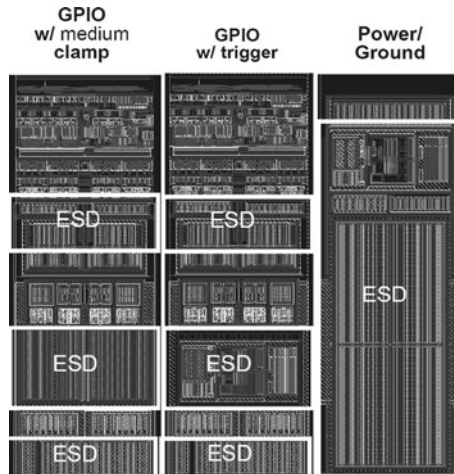 GPIO
w/ medium
clamp
GPIO
w/ trigger
Power/
Ground
ESD
ESD
ESD
ESD
ESD
ESD
ESD